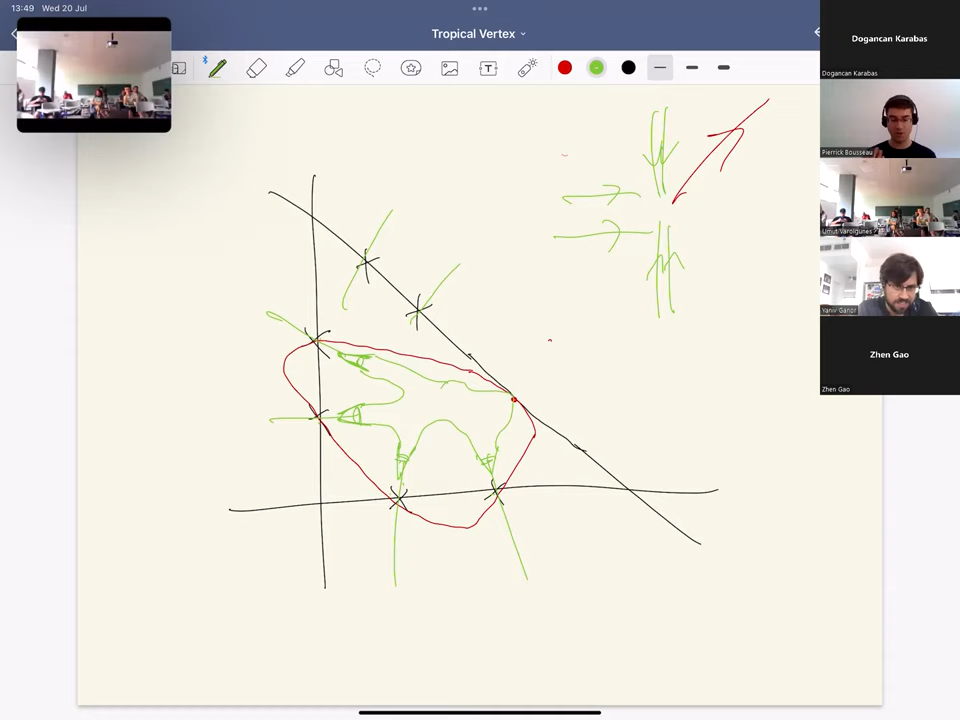 13:49 Wed 20 Jul
Tropical Vertex
T
Dogancan Karabas
Dogancan Karabas
Pierrick Bousseau
Umut Varolgunes
Yaniv Ganor
Zhen Gao
Zhen Gao